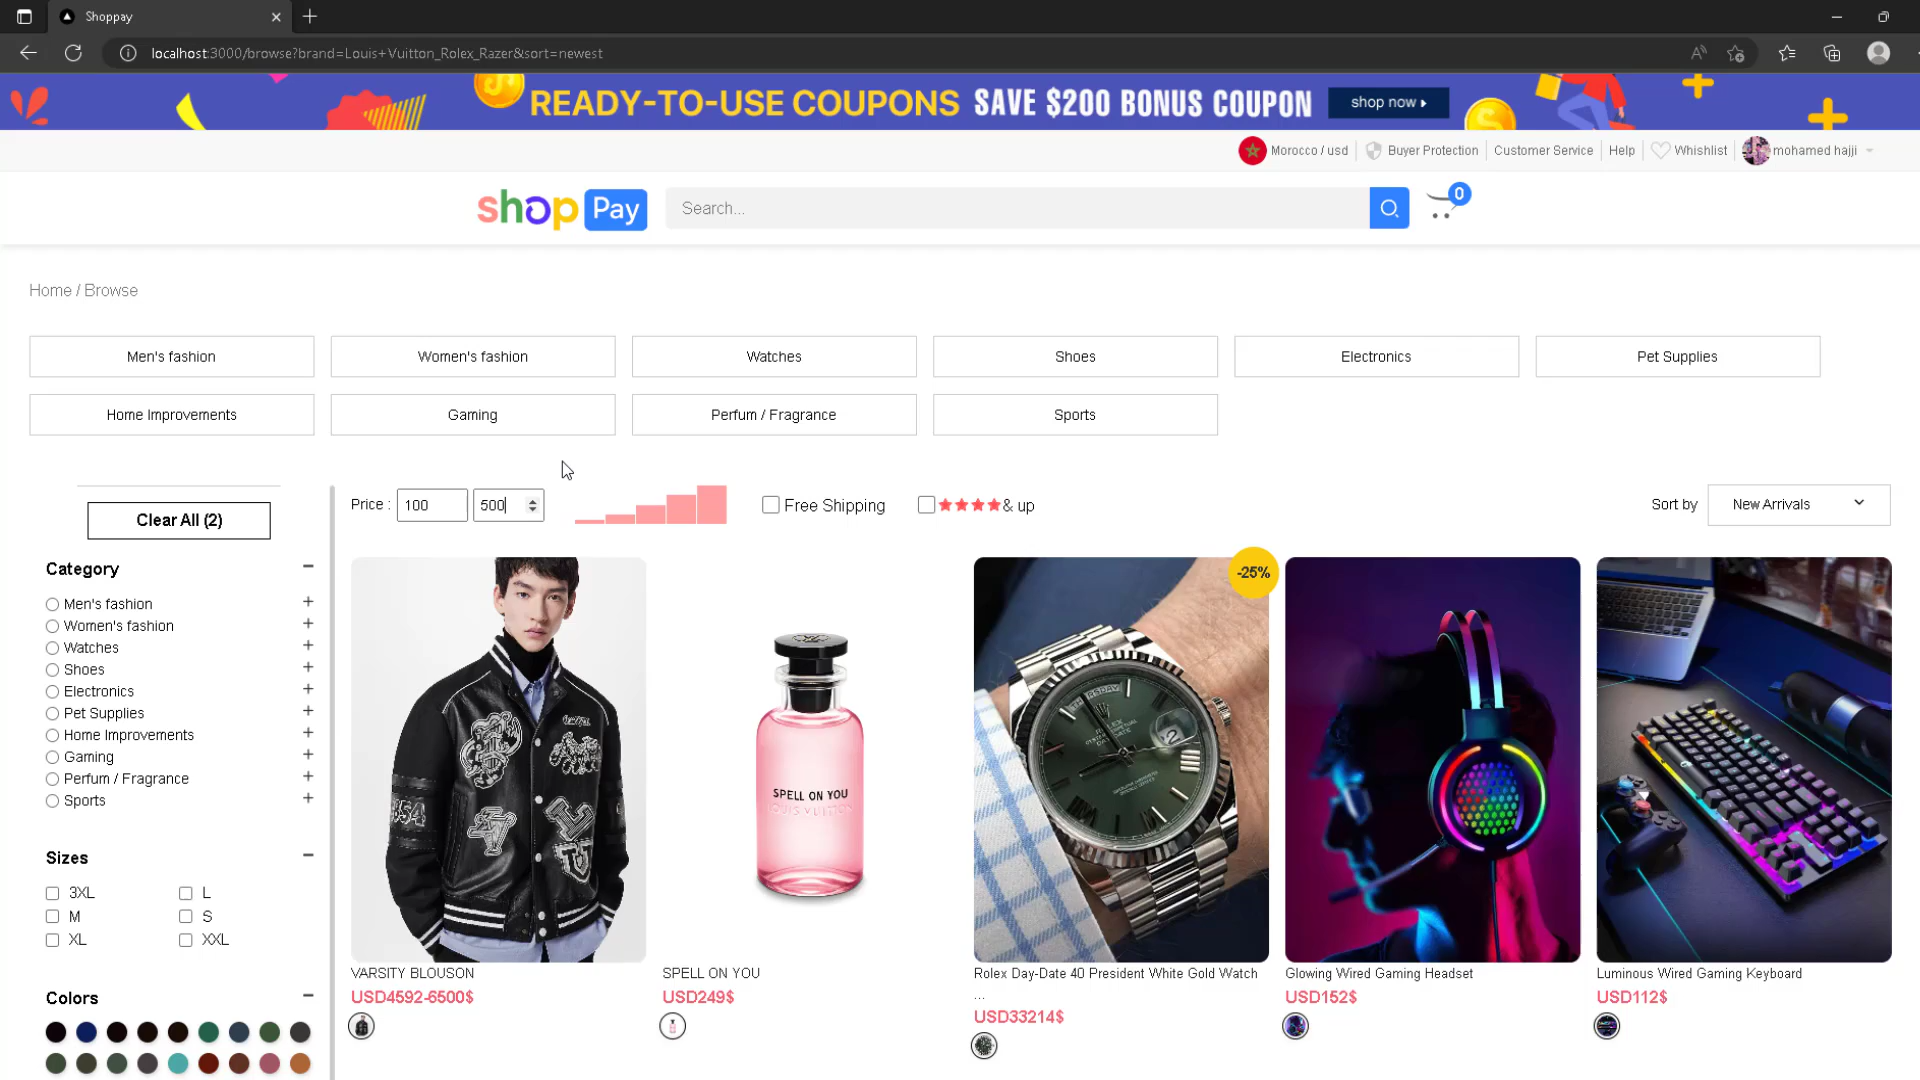 Shoppay
localhost:3000/browse?brand=Louis+Vuitton_Rolex_Razer&sort=newest
READY-TO-USE COUPONS SAVE $200 BONUS COUPON shop now
Morocco / usd Buyer Protection Customer Service Help Whishlist mohamed hajji
shop Pay Search... 0
Home / Browse
Men's fashion Women's fashion Watches Shoes Electronics Pet Supplies
Home Improvements Gaming Perfum / Fragrance Sports
Price : 100 500 Free Shipping & up Sort by New Arrivals
Clear All (2)
Category
Men's fashion
Women's fashion
Watches
Shoes
Electronics
Pet Supplies
Home Improvements
Gaming
Perfum / Fragrance
Sports
Sizes
3XL L
M S
XL XXL
Colors
-25%
SPELL ON YOU
LOUIS VUITTON
VARSITY BLOUSON
USD4592-6500$
SPELL ON YOU
USD249$
Rolex Day-Date 40 President White Gold Watch
...
USD33214$
Glowing Wired Gaming Headset
USD152$
Luminous Wired Gaming Keyboard
USD112$